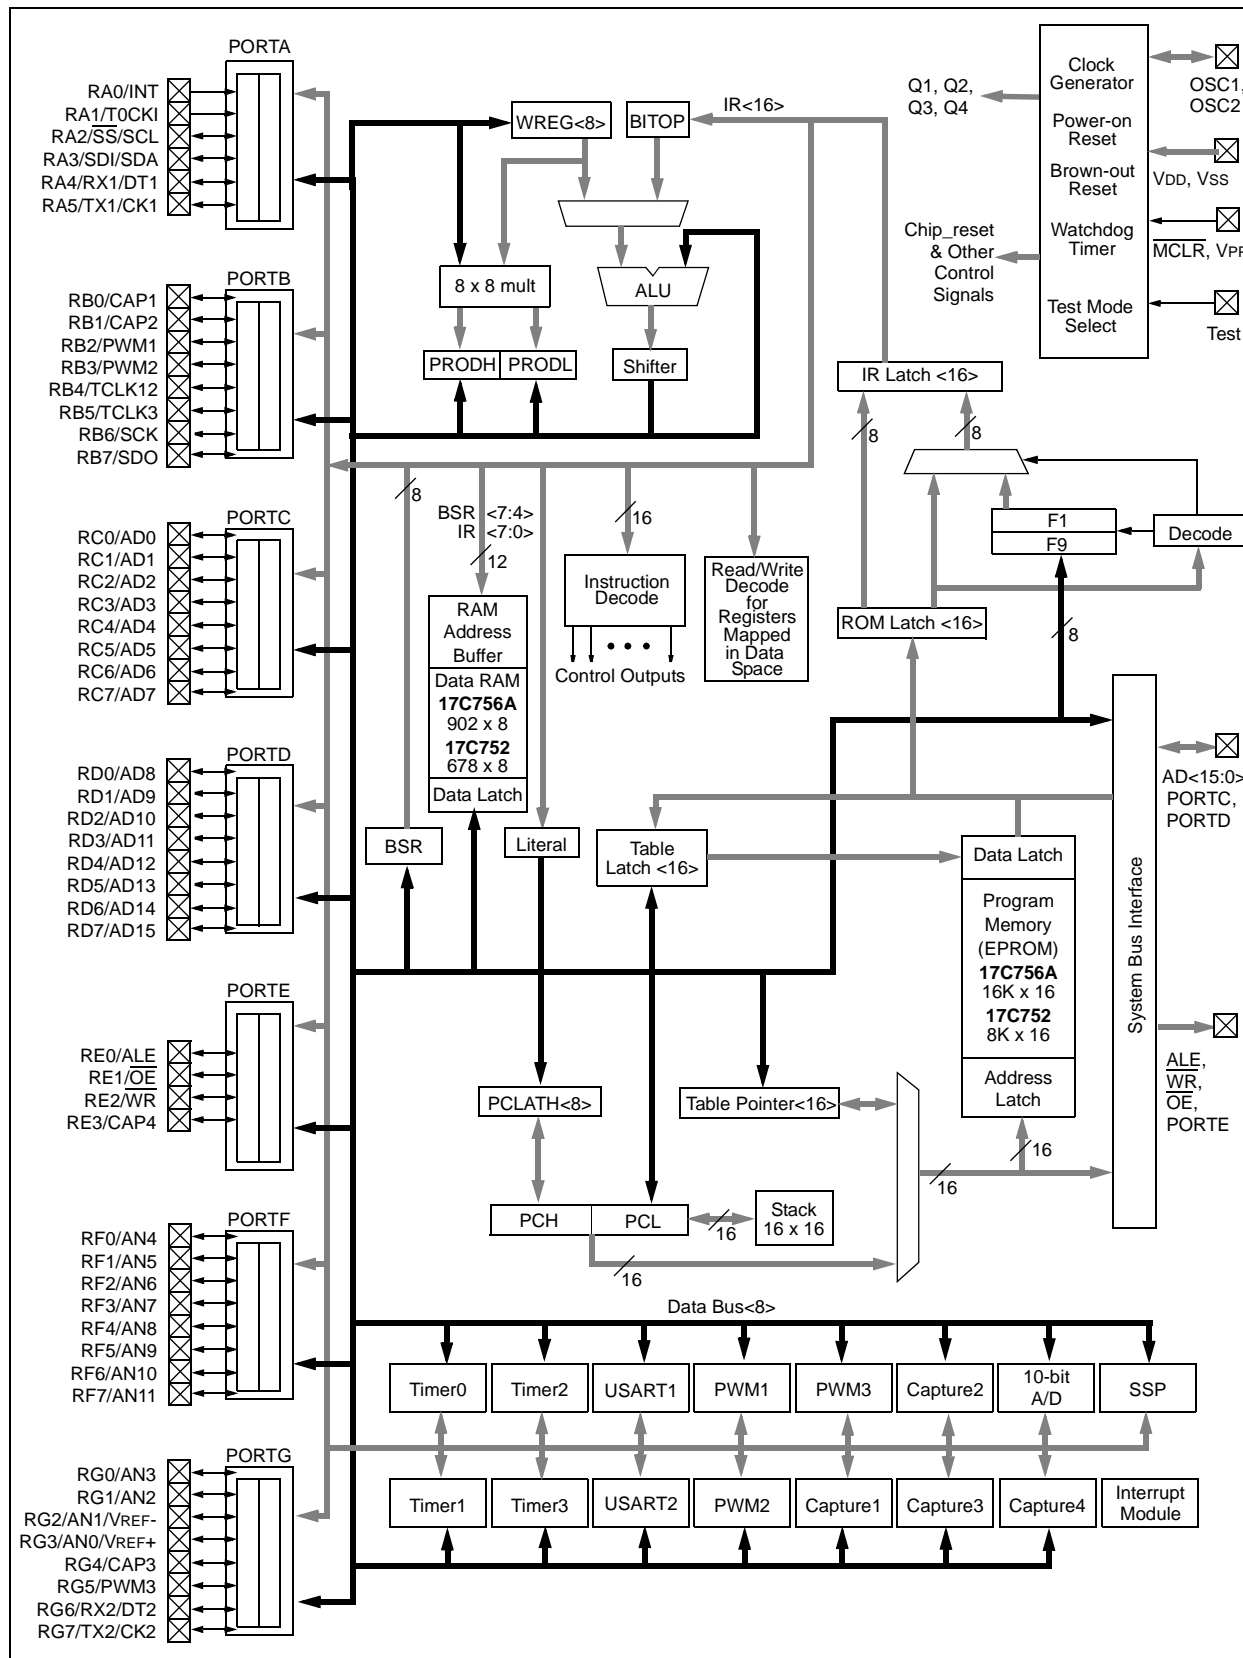 PORTA
RA0/INT
RA1/T0CKI
RA2/SS/SCL
RA3/SDI/SDA
RA4/RX1/DT1
RA5/TX1/CK1
PORTB
RB0/CAP1
RB1/CAP2
RB2/PWM1
RB3/PWM2
RB4/TCLK12
RB5/TCLK3
RB6/SCK
RB7/SDO
PORTC
RC0/AD0
RC1/AD1
RC2/AD2
RC3/AD3
RC4/AD4
RC5/AD5
RC6/AD6
RC7/AD7
PORTD
RD0/AD8
RD1/AD9
RD2/AD10
RD3/AD11
RD4/AD12
RD5/AD13
RD6/AD14
RD7/AD15
PORTE
RE0/ALE
RE1/OE
RE2/WR
RE3/CAP4
PORTF
RF0/AN4
RF1/AN5
RF2/AN6
RF3/AN7
RF4/AN8
RF5/AN9
RF6/AN10
RF7/AN11
PORTG
RG0/AN3
RG1/AN2
RG2/AN1/VREF-
RG3/AN0/VREF+
RG4/CAP3
RG5/PWM3
RG6/RX2/DT2
RG7/TX2/CK2
WREG<8>
BITOP
IR<16>
8 x 8 mult
ALU
PRODH
PRODL
Shifter
Q1, Q2,
Q3, Q4
Chip_reset
& Other
Control
Signals
Clock
Generator
Power-on
Reset
Brown-out
Reset
Watchdog
Timer
Test Mode
Select
OSC1,
OSC2
VDD, VSS
MCLR, VPP
Test
IR Latch <16>
8
8
F1
F9
Decode
ROM Latch <16>
8
8
BSR <7:4>
IR <7:0>
12
16
RAM
Address
Buffer
Data RAM
17C756A
902 x 8
17C752
678 x 8
Data Latch
Instruction
Decode
Control Outputs
Read/Write
Decode
for
Registers
Mapped
in Data
Space
BSR
Literal
Table
Latch <16>
Data Latch
Program
Memory
(EPROM)
17C756A
16K x 16
17C752
8K x 16
Address
Latch
System Bus Interface
AD<15:0>
PORTC,
PORTD
ALE,
WR,
OE,
PORTE
PCLATH<8>
Table Pointer<16>
16
16
PCH
PCL
16
Stack
16 x 16
16
Data Bus<8>
Timer0
Timer2
USART1
PWM1
PWM3
Capture2
10-bit
A/D
SSP
Timer1
Timer3
USART2
PWM2
Capture1
Capture3
Capture4
Interrupt
Module